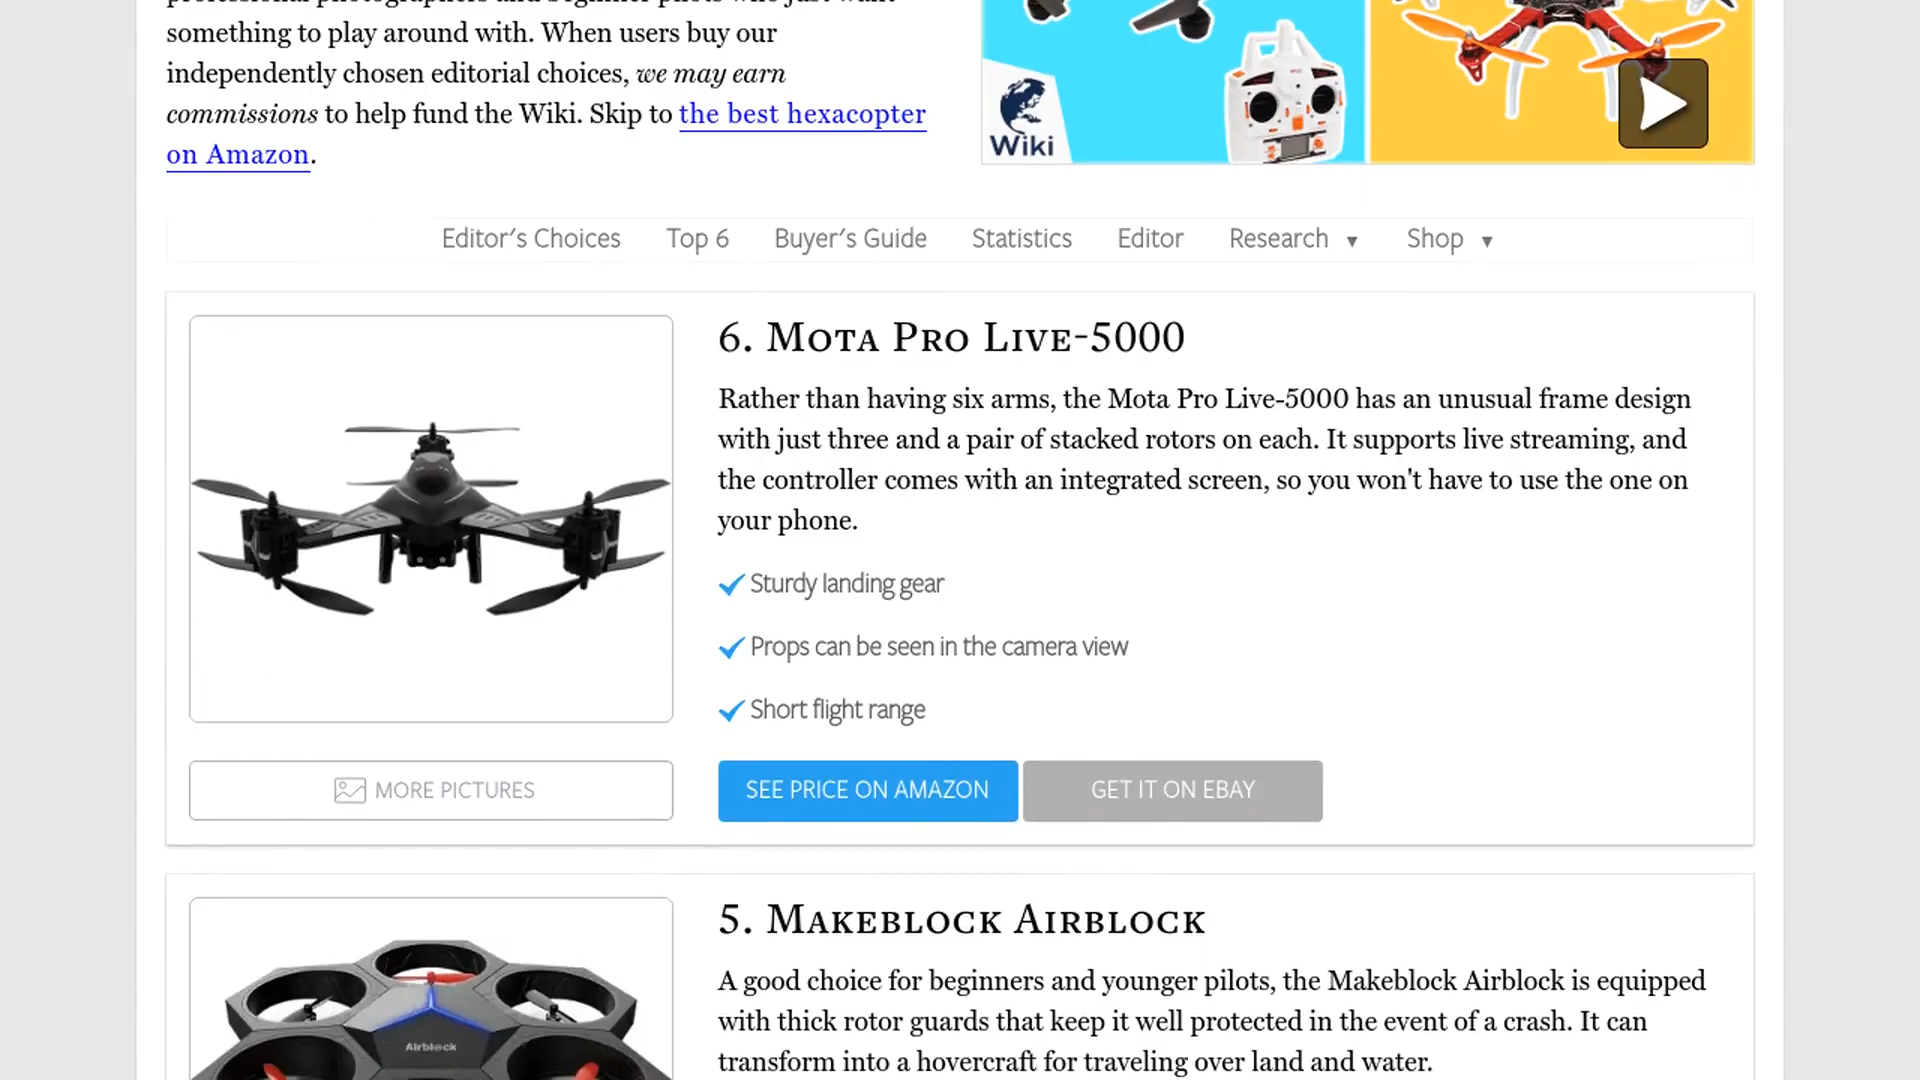 something to play around with. When users buy our
independently chosen editorial choices, we may earn
commissions to help fund the Wiki. Skip to the best hexacopter
on Amazon.
Wiki
Editor's Choices Top 6 Buyer's Guide Statistics Editor Research ▼ Shop ▼
6. Mota Pro Live-5000
Rather than having six arms, the Mota Pro Live-5000 has an unusual frame design
with just three and a pair of stacked rotors on each. It supports live streaming, and
the controller comes with an integrated screen, so you won't have to use the one on
your phone.
Sturdy landing gear
Props can be seen in the camera view
Short flight range
MORE PICTURES
SEE PRICE ON AMAZON
GET IT ON EBAY
5. Makeblock Airblock
Airblock
A good choice for beginners and younger pilots, the Makeblock Airblock is equipped
with thick rotor guards that keep it well protected in the event of a crash. It can
transform into a hovercraft for traveling over land and water.